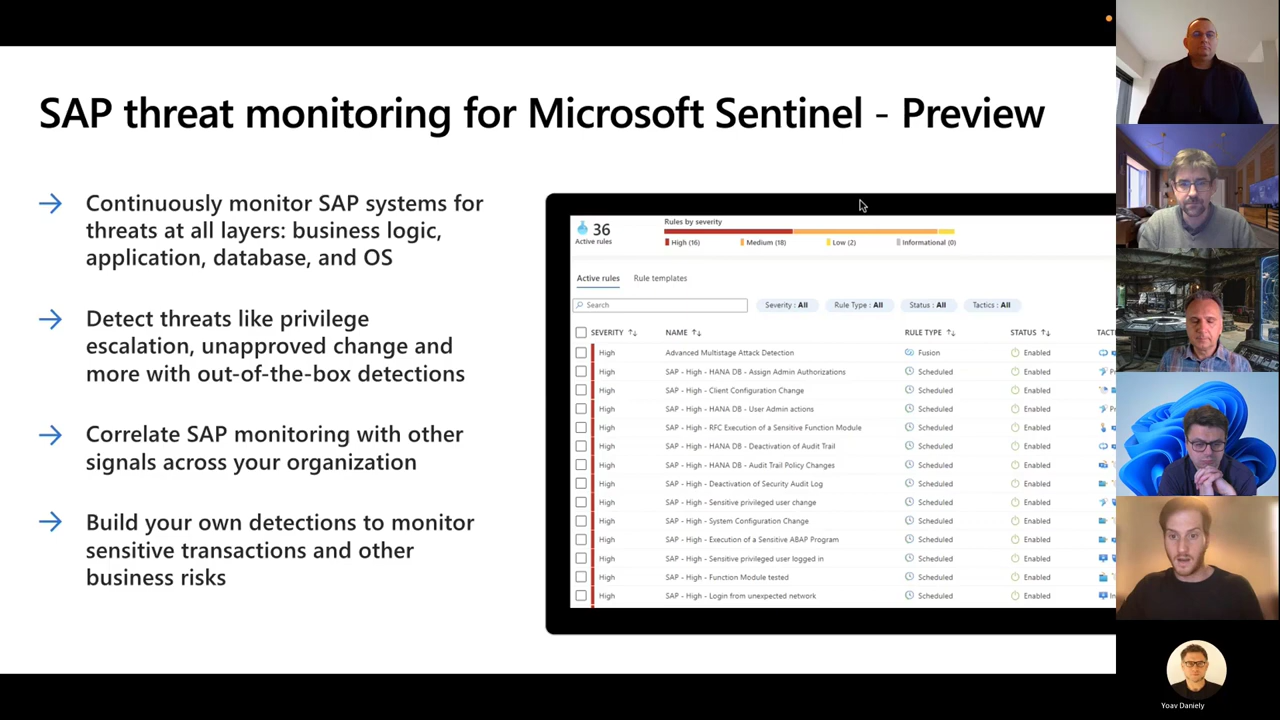 SAP threat monitoring for Microsoft Sentinel - Preview
Continuously monitor SAP systems for
threats at all layers: business logic,
application, database, and OS
Detect threats like privilege
escalation, unapproved change and
more with out-of-the-box detections
Correlate SAP monitoring with other
signals across your organization
Build your own detections to monitor
sensitive transactions and other
business risks
36
Active rules
Rules by severity
High (16) Medium (18) Low (2) Informational (0)
Active rules Rule templates
Search Severity : All Rule Type : All Status : All Tactics : All
SEVERITY NAME RULE TYPE STATUS
High Advanced Multistage Attack Detection Fusion Enabled
High SAP - High - HANA DB - Assign Admin Authorizations Scheduled Enabled
High SAP - High - Client Configuration Change Scheduled Enabled
High SAP - High - HANA DB - User Admin actions Scheduled Enabled
High SAP - High - RFC Execution of a Sensitive Function Module Scheduled Enabled
High SAP - High - HANA DB - Deactivation of Audit Trail Scheduled Enabled
High SAP - High - HANA DB - Audit Trail Policy Changes Scheduled Enabled
High SAP - High - Deactivation of Security Audit Log Scheduled Enabled
High SAP - High - Sensitive privileged user change Scheduled Enabled
High SAP - High - System Configuration Change Scheduled Enabled
High SAP - High - Execution of a Sensitive ABAP Program Scheduled Enabled
High SAP - High - Sensitive privileged user logged in Scheduled Enabled
High SAP - High - Function Module tested Scheduled Enabled
High SAP - High - Login from unexpected network Scheduled Enabled
Yoav Daniely